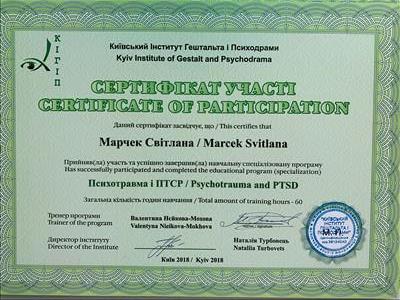 КІГІП
Київський Інститут Гештальта і Психодрами
Kyiv Institute of Gestalt and Psychodrama
СЕРТИФІКАТ УЧАСТІ
CERTIFICATE OF PARTICIPATION
Даний сертифікат засвідчує, що / This certifies that
Марчек Світлана / Marcek Svitlana
Прийняв(ла) участь та успішно завершив(ла) навчальну спеціалізовану програму
Has successfully participated and completed the educational program (specialization)
Психотравма і ПТСР / Psychotrauma and PTSD
Загальна кількість годин навчання / Total amount of training hours - 60
Тренер програми Валентина Нєйкова-Мохова
Trainer of the program Valentyna Nieikova-Mokhova
Директор інституту Наталія Турбовець
Director of the Institute Nataliia Turbovets
Київ 2018 / Kyiv 2018
М.П.